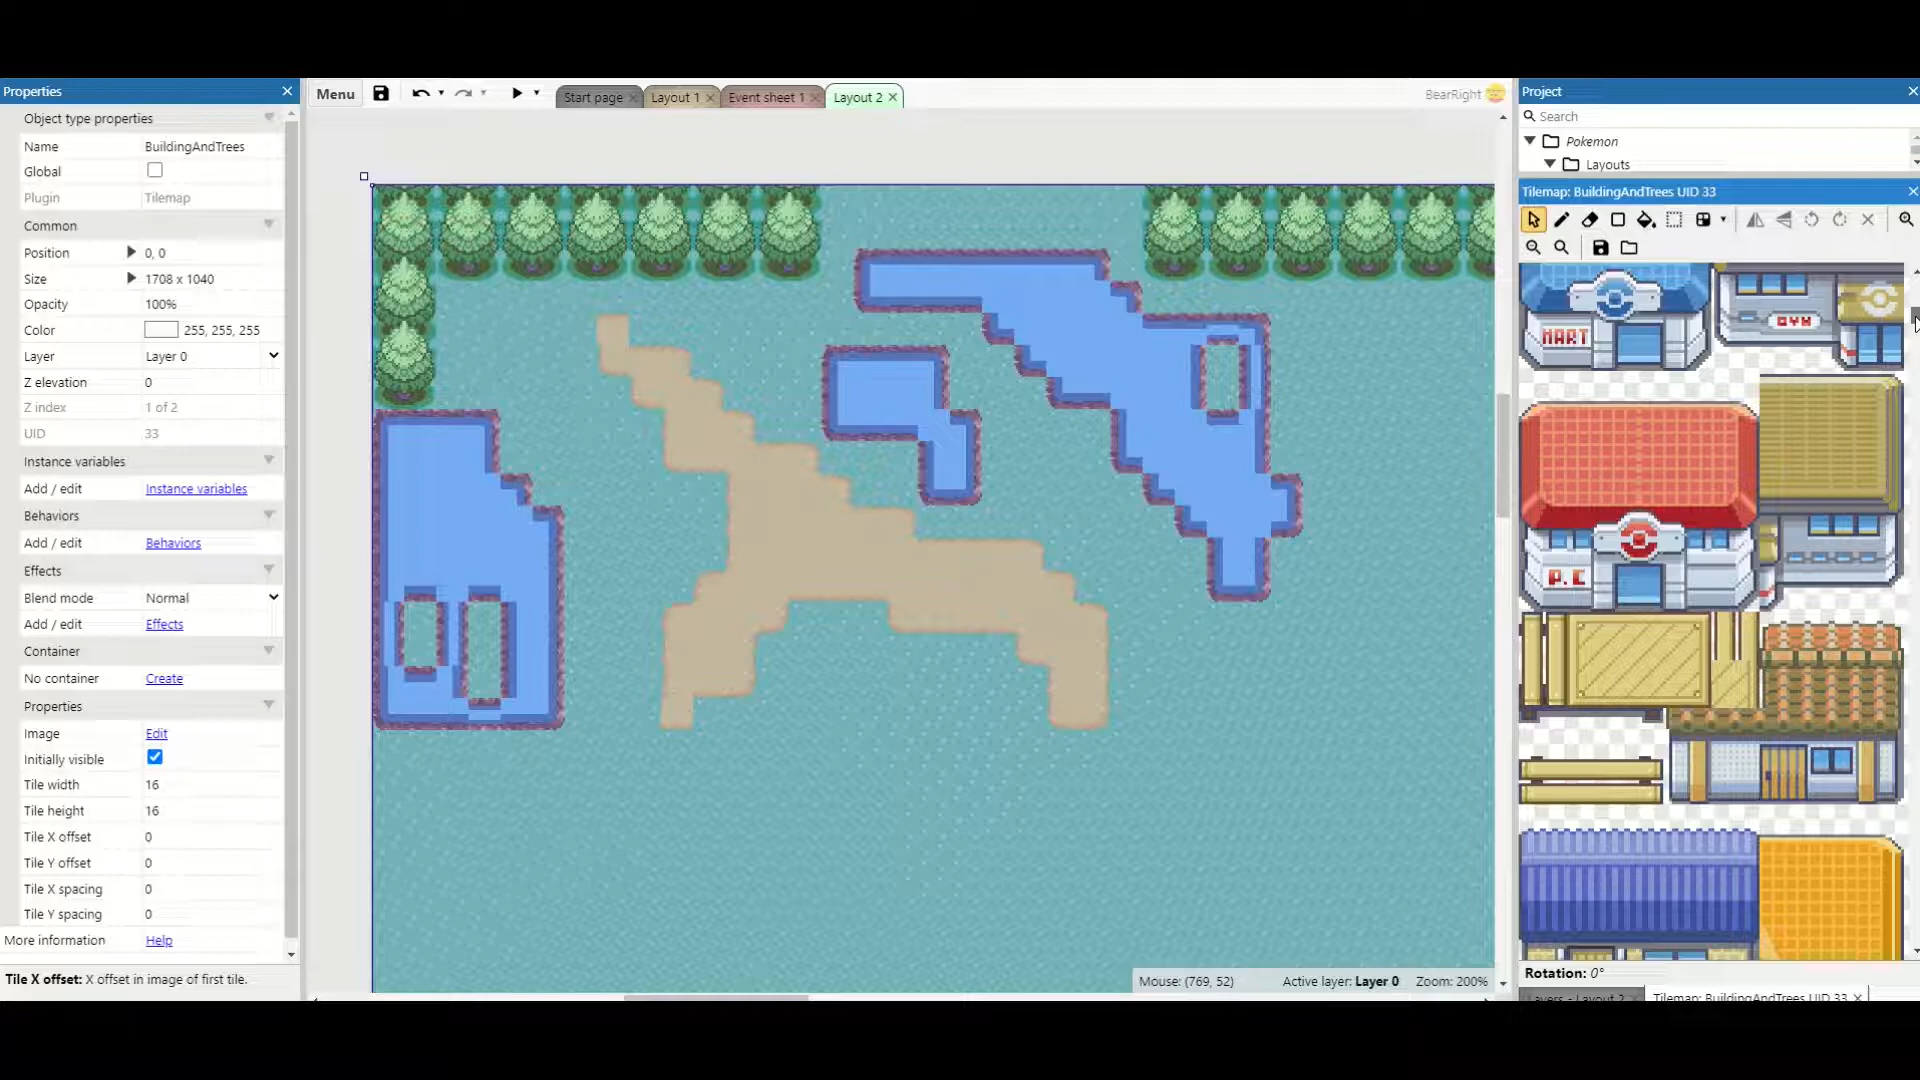 Properties
Object type properties
Name BuildingAndTrees
Global
Plugin Tilemap
Common
Position 0, 0
Size 1708 x 1040
Opacity 100%
Color 255, 255, 255
Layer Layer 0
Z elevation 0
Z index 1 of 2
UID 33
Instance variables
Add / edit Instance variables
Behaviors
Add / edit Behaviors
Effects
Blend mode Normal
Add / edit Effects
Container
No container Create
Properties
Image Edit
Initially visible
Tile width 16
Tile height 16
Tile X offset 0
Tile Y offset 0
Tile X spacing 0
Tile Y spacing 0
More information Help
Tile X offset: X offset in image of first tile.
Menu
Start page
Layout 1
Event sheet 1
Layout 2
BearRight
Mouse: (769, 52) Active layer: Layer 0 Zoom: 200%
Project
Search
Pokemon
Layouts
Tilemap: BuildingAndTrees UID 33
MART
GYM
P.C
Rotation: 0°
Layers - Layout 2
Tilemap: BuildingAndTrees UID 33